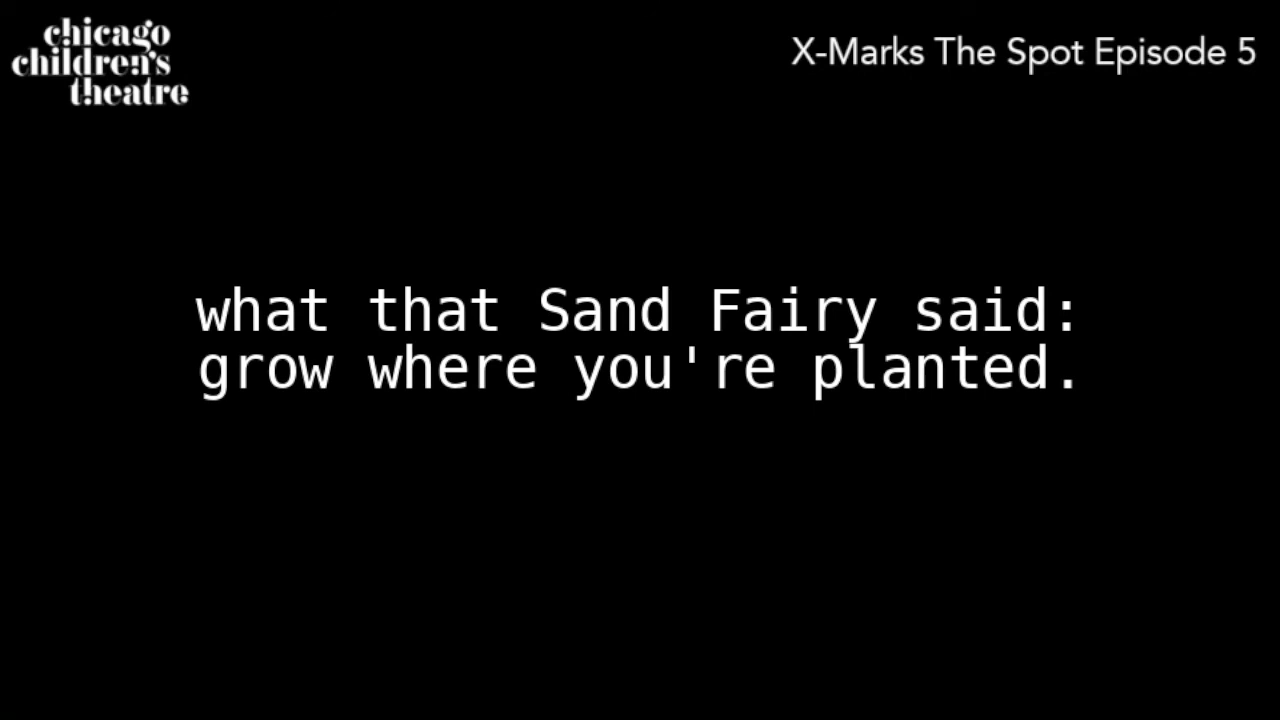 chicago
children's
theatre
X-Marks The Spot Episode 5
what that Sand Fairy said:
grow where you're planted.